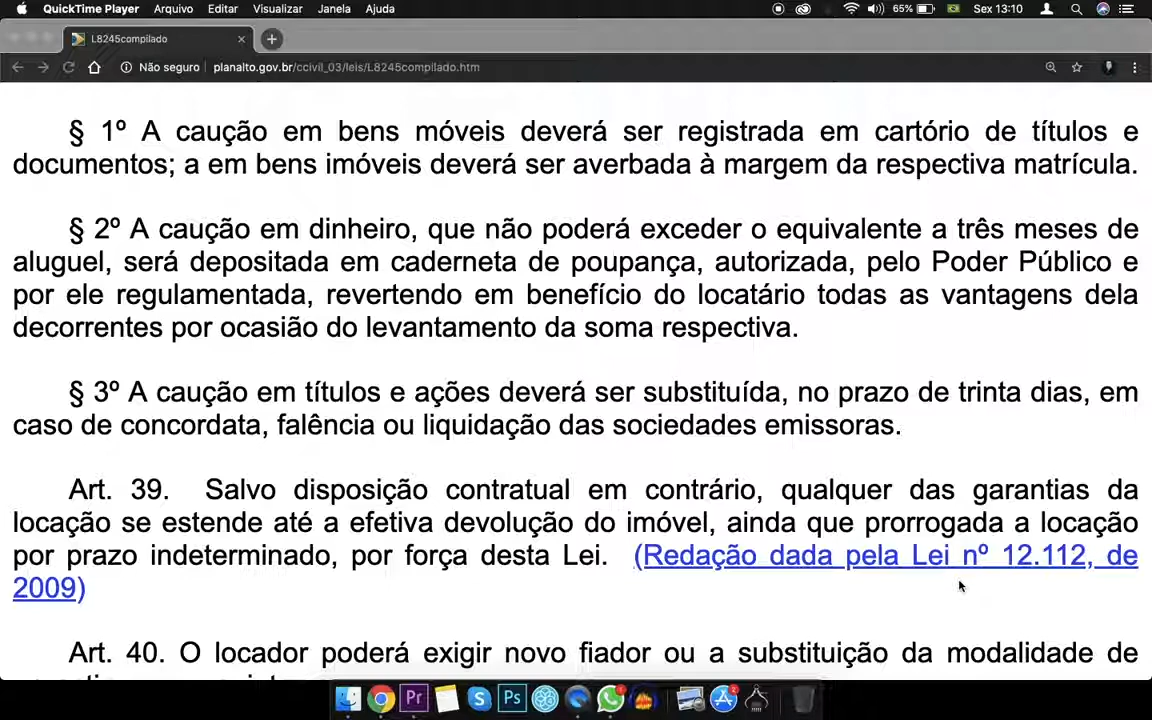 QuickTime Player Arquivo Editar Visualizar Janela Ajuda 65% Sex 13:10
L8245compilado
Não seguro planalto.gov.br/ccivil_03/leis/L8245compilado.htm
§ 1º A caução em bens móveis deverá ser registrada em cartório de títulos e
documentos; a em bens imóveis deverá ser averbada à margem da respectiva matrícula.
§ 2º A caução em dinheiro, que não poderá exceder o equivalente a três meses de
aluguel, será depositada em caderneta de poupança, autorizada, pelo Poder Público e
por ele regulamentada, revertendo em benefício do locatário todas as vantagens dela
decorrentes por ocasião do levantamento da soma respectiva.
§ 3º A caução em títulos e ações deverá ser substituída, no prazo de trinta dias, em
caso de concordata, falência ou liquidação das sociedades emissoras.
Art. 39. Salvo disposição contratual em contrário, qualquer das garantias da
locação se estende até a efetiva devolução do imóvel, ainda que prorrogada a locação
por prazo indeterminado, por força desta Lei. (Redação dada pela Lei nº 12.112, de
2009)
Art. 40. O locador poderá exigir novo fiador ou a substituição da modalidade de
Pr Ps